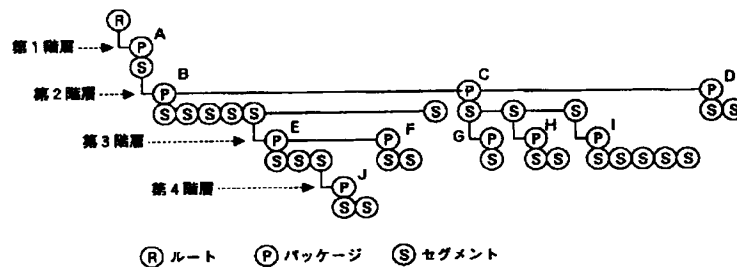 R A
第1階層 P
S B C D
第2階層 P P P
S S S S S S S S S S S
第3階層 E P F P G P H P I P
S S S S S S S S S S S S S S
J
第4階層 P
S S
R ルート P パッケージ S セグメント